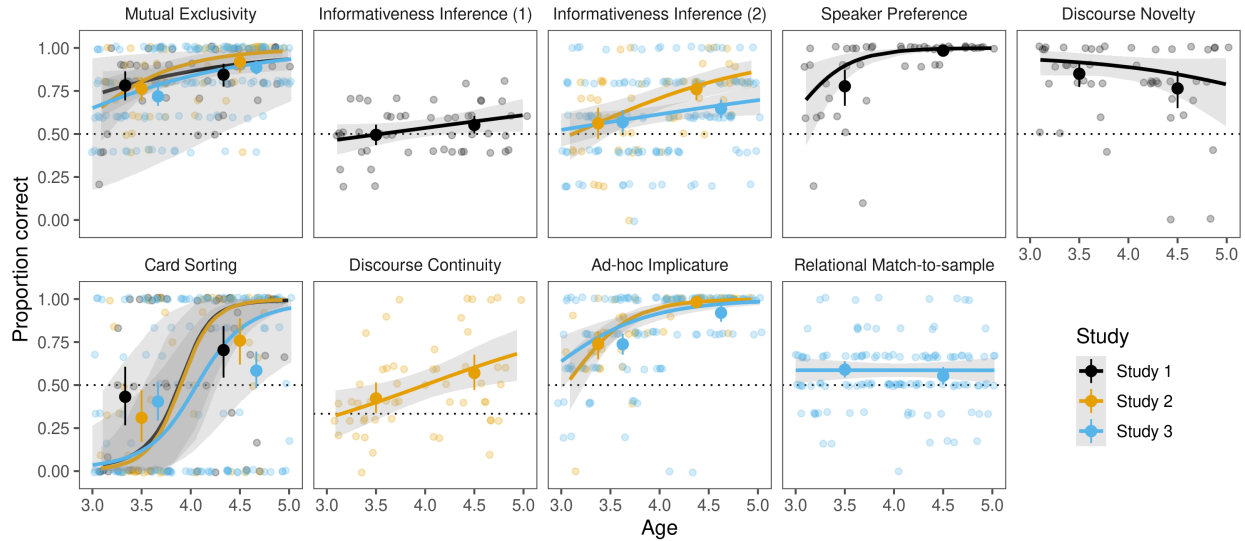 Mutual Exclusivity
Informativeness Inference (1)
Informativeness Inference (2)
Speaker Preference
Discourse Novelty
1.00
0.75
0.50
0.25
0.00
3.0 3.5 4.0 4.5 5.0
Proportion correct
Card Sorting
Discourse Continuity
Ad-hoc Implicature
Relational Match-to-sample
1.00
0.75
0.50
0.25
0.00
3.0 3.5 4.0 4.5 5.0
3.0 3.5 4.0 4.5 5.0
3.0 3.5 4.0 4.5 5.0
3.0 3.5 4.0 4.5 5.0
Age
Study
Study 1
Study 2
Study 3